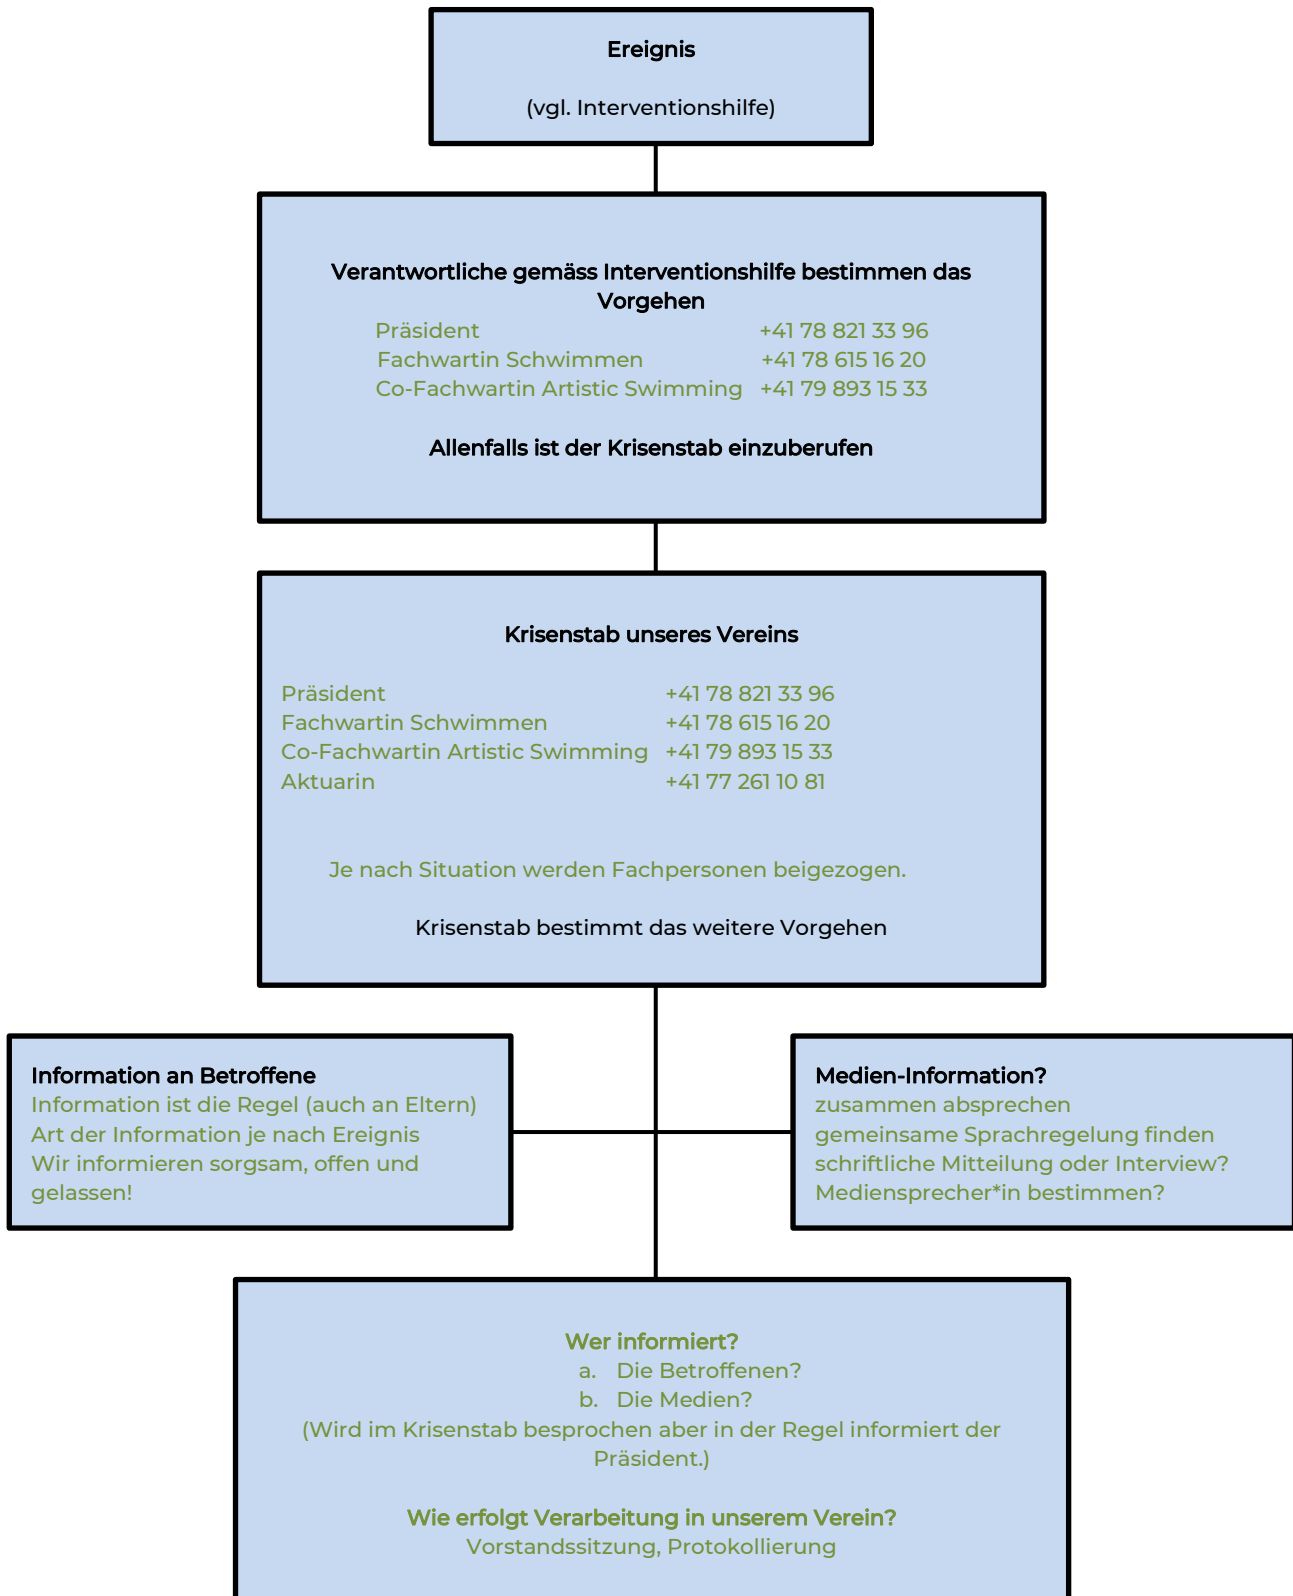 Ereignis
(vgl. Interventionshilfe)
Verantwortliche gemäss Interventionshilfe bestimmen das
Vorgehen
Präsident +41 78 821 33 96
Fachwartin Schwimmen +41 78 615 16 20
Co-Fachwartin Artistic Swimming +41 79 893 15 33
Allenfalls ist der Krisenstab einzuberufen
Krisenstab unseres Vereins
Präsident +41 78 821 33 96
Fachwartin Schwimmen +41 78 615 16 20
Co-Fachwartin Artistic Swimming +41 79 893 15 33
Aktuarin +41 77 261 10 81
Je nach Situation werden Fachpersonen beigezogen.
Krisenstab bestimmt das weitere Vorgehen
Information an Betroffene
Information ist die Regel (auch an Eltern)
Art der Information je nach Ereignis
Wir informieren sorgsam, offen und
gelassen!
Medien-Information?
zusammen absprechen
gemeinsame Sprachregelung finden
schriftliche Mitteilung oder Interview?
Mediensprecher*in bestimmen?
Wer informiert?
a. Die Betroffenen?
b. Die Medien?
(Wird im Krisenstab besprochen aber in der Regel informiert der
Präsident.)
Wie erfolgt Verarbeitung in unserem Verein?
Vorstandssitzung, Protokollierung